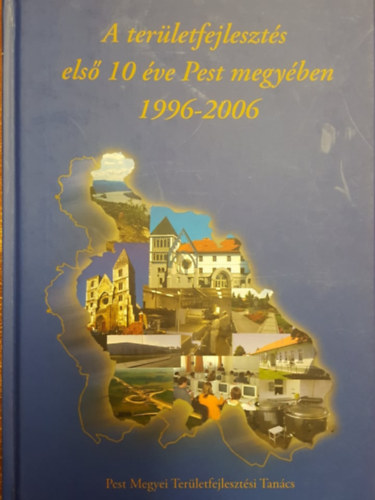 A területfejlesztés
első 10 éve Pest megyében
1996-2006
Pest Megyei Területfejlesztési Tanács